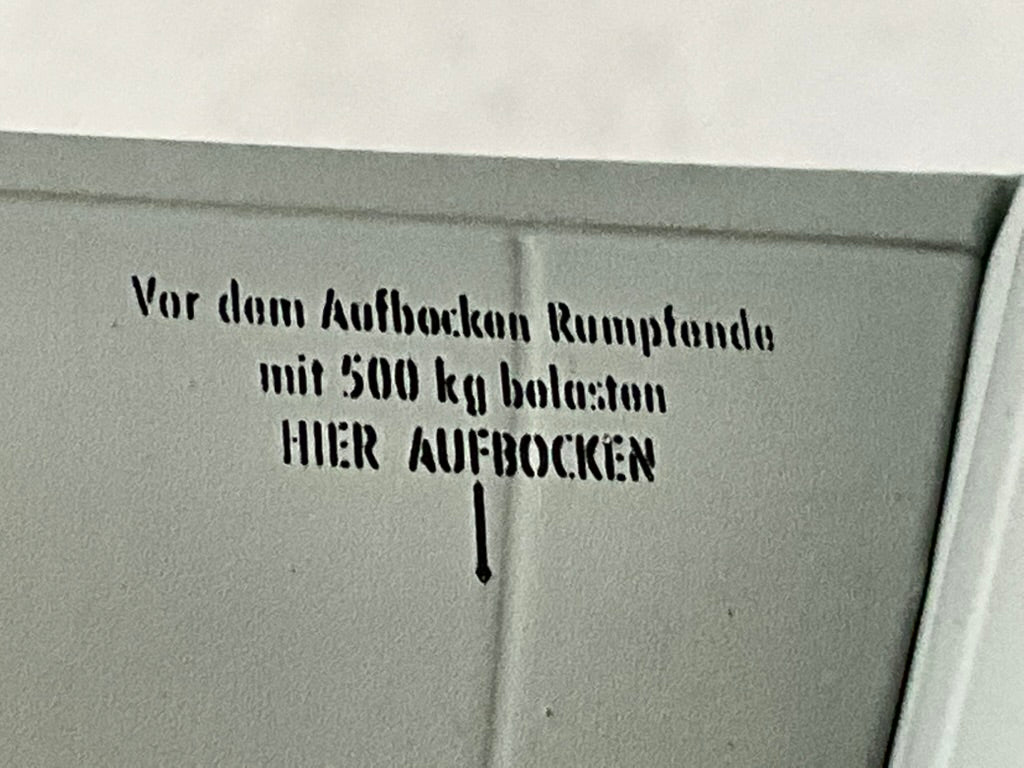 Vor dem Aufbocken Rumpfende
mit 500 kg belasten
HIER AUFBOCKEN